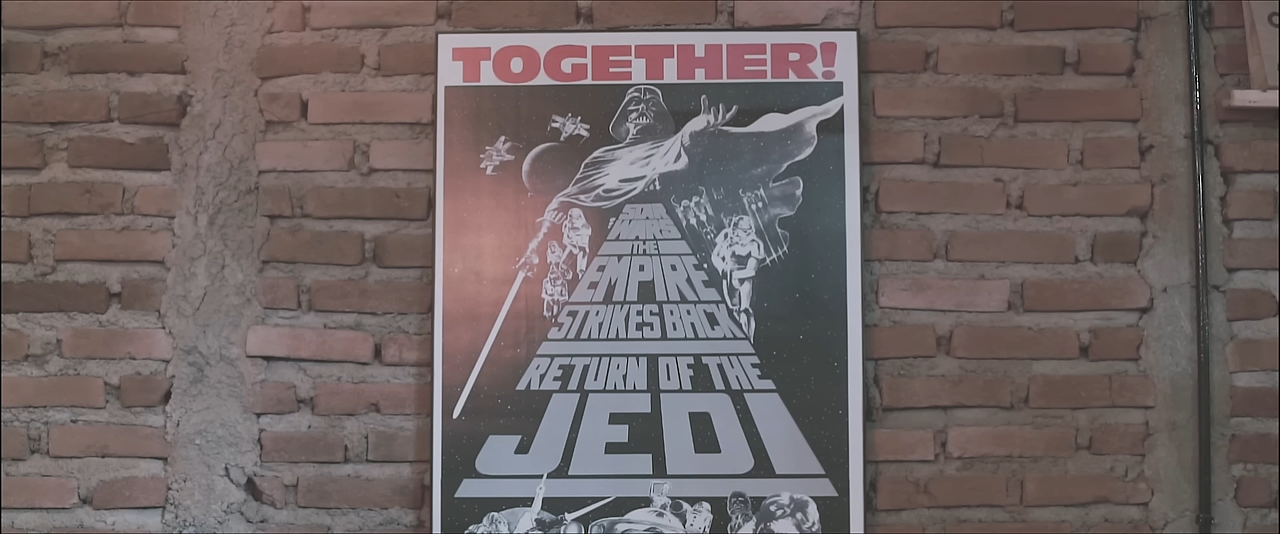 TOGETHER!
STAR
WARS
THE
EMPIRE
STRIKES BACK
RETURN OF THE
JEDI